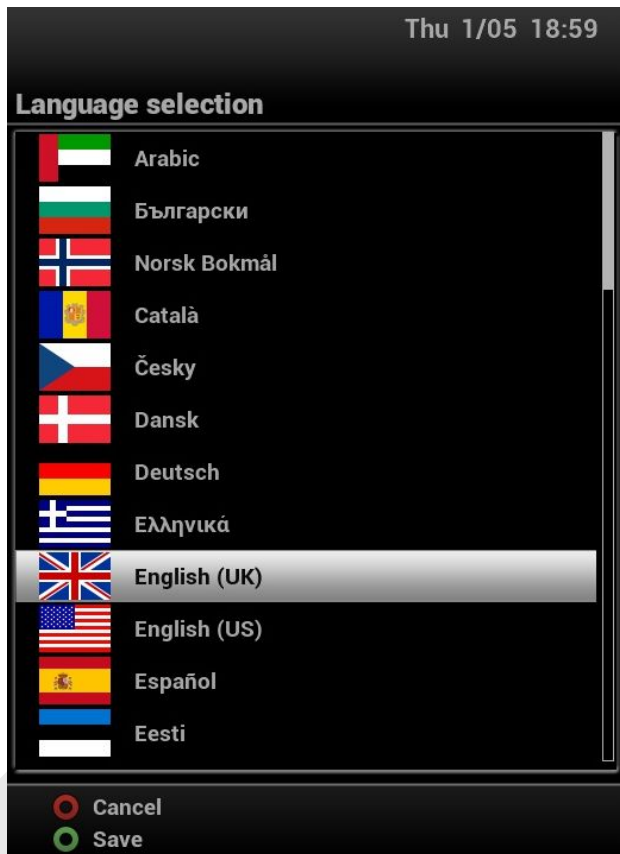 Thu 1/05 18:59
Language selection
Arabic
Български
Norsk Bokmål
Català
Česky
Dansk
Deutsch
Ελληνικά
English (UK)
English (US)
Español
Eesti
Cancel
Save